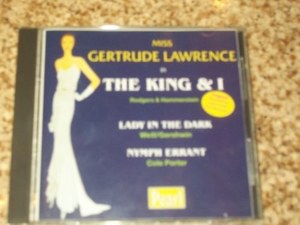 MISS
GERTRUDE LAWRENCE
in
THE KING & I
Rodgers & Hammerstein
LADY IN THE DARK
Weill/Gershwin
NYMPH ERRANT
Cole Porter
Pearl